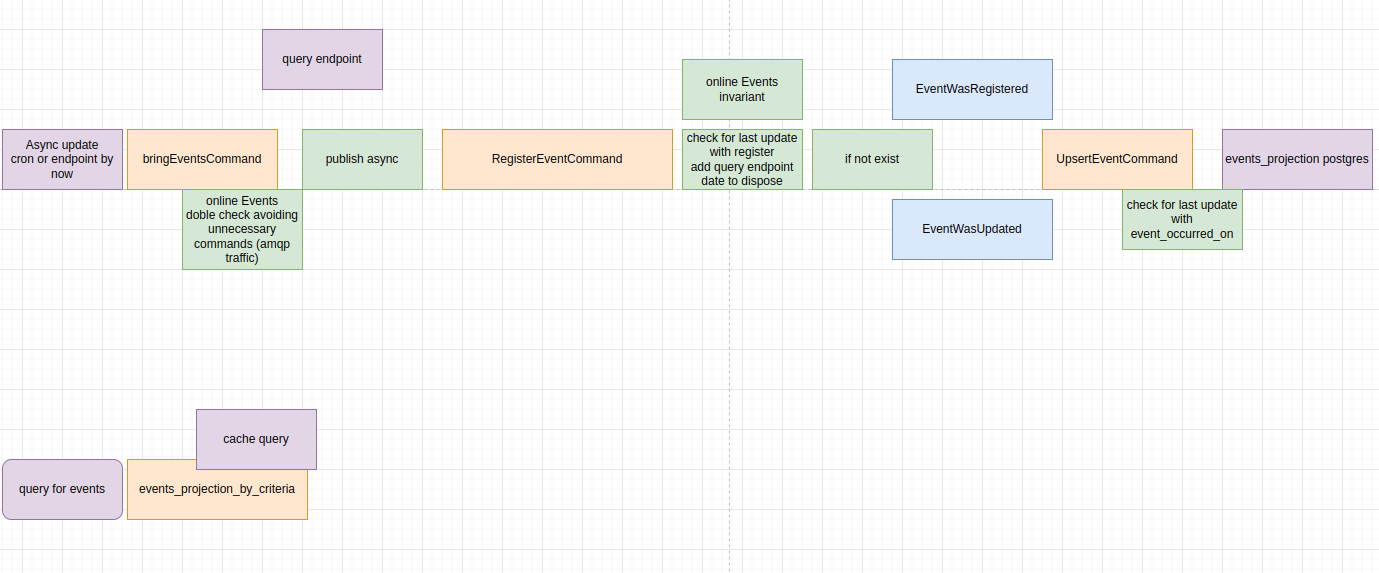 query endpoint
online Events
invariant
EventWasRegistered
Async update
cron or endpoint by
now
bringEventsCommand
publish async
RegisterEventCommand
check for last update
with register
add query endpoint
date to dispose
if not exist
UpsertEventCommand
events_projection postgres
online Events
doble check avoiding
unnecessary
commands (amqp
traffic)
EventWasUpdated
check for last update
with
event_occurred_on
cache query
query for events
events_projection_by_criteria